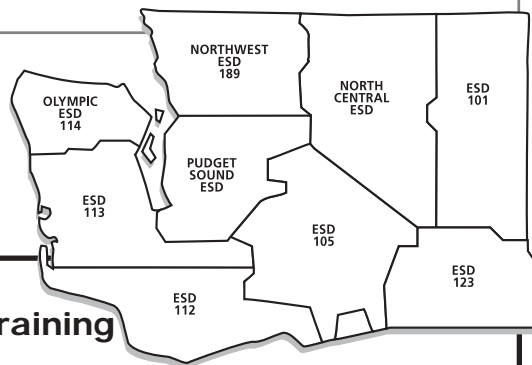 NORTHWEST
ESD
189
NORTH
CENTRAL
ESD
ESD
101
OLYMPIC
ESD
114
PUDGET
SOUND
ESD
ESD
113
ESD
105
ESD
123
ESD
112
raining